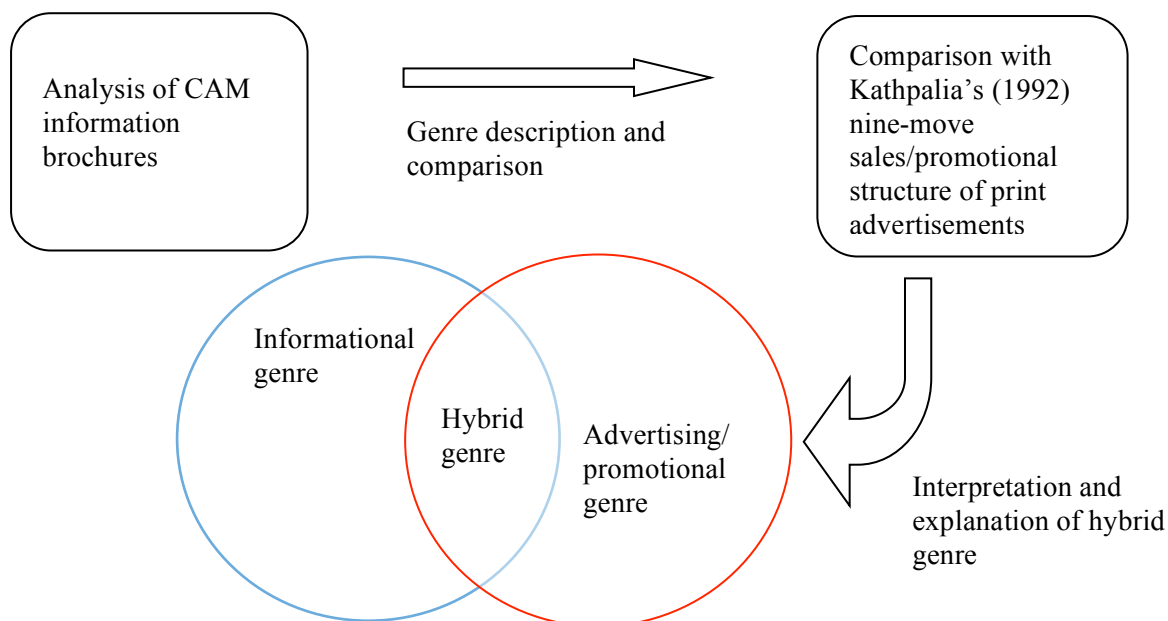 Analysis of CAM
information
brochures
Genre description and
comparison
Comparison with
Kathpalia’s (1992)
nine-move
sales/promotional
structure of print
advertisements
Informational
genre
Hybrid
genre
Advertising/
promotional
genre
Interpretation and
explanation of hybrid
genre